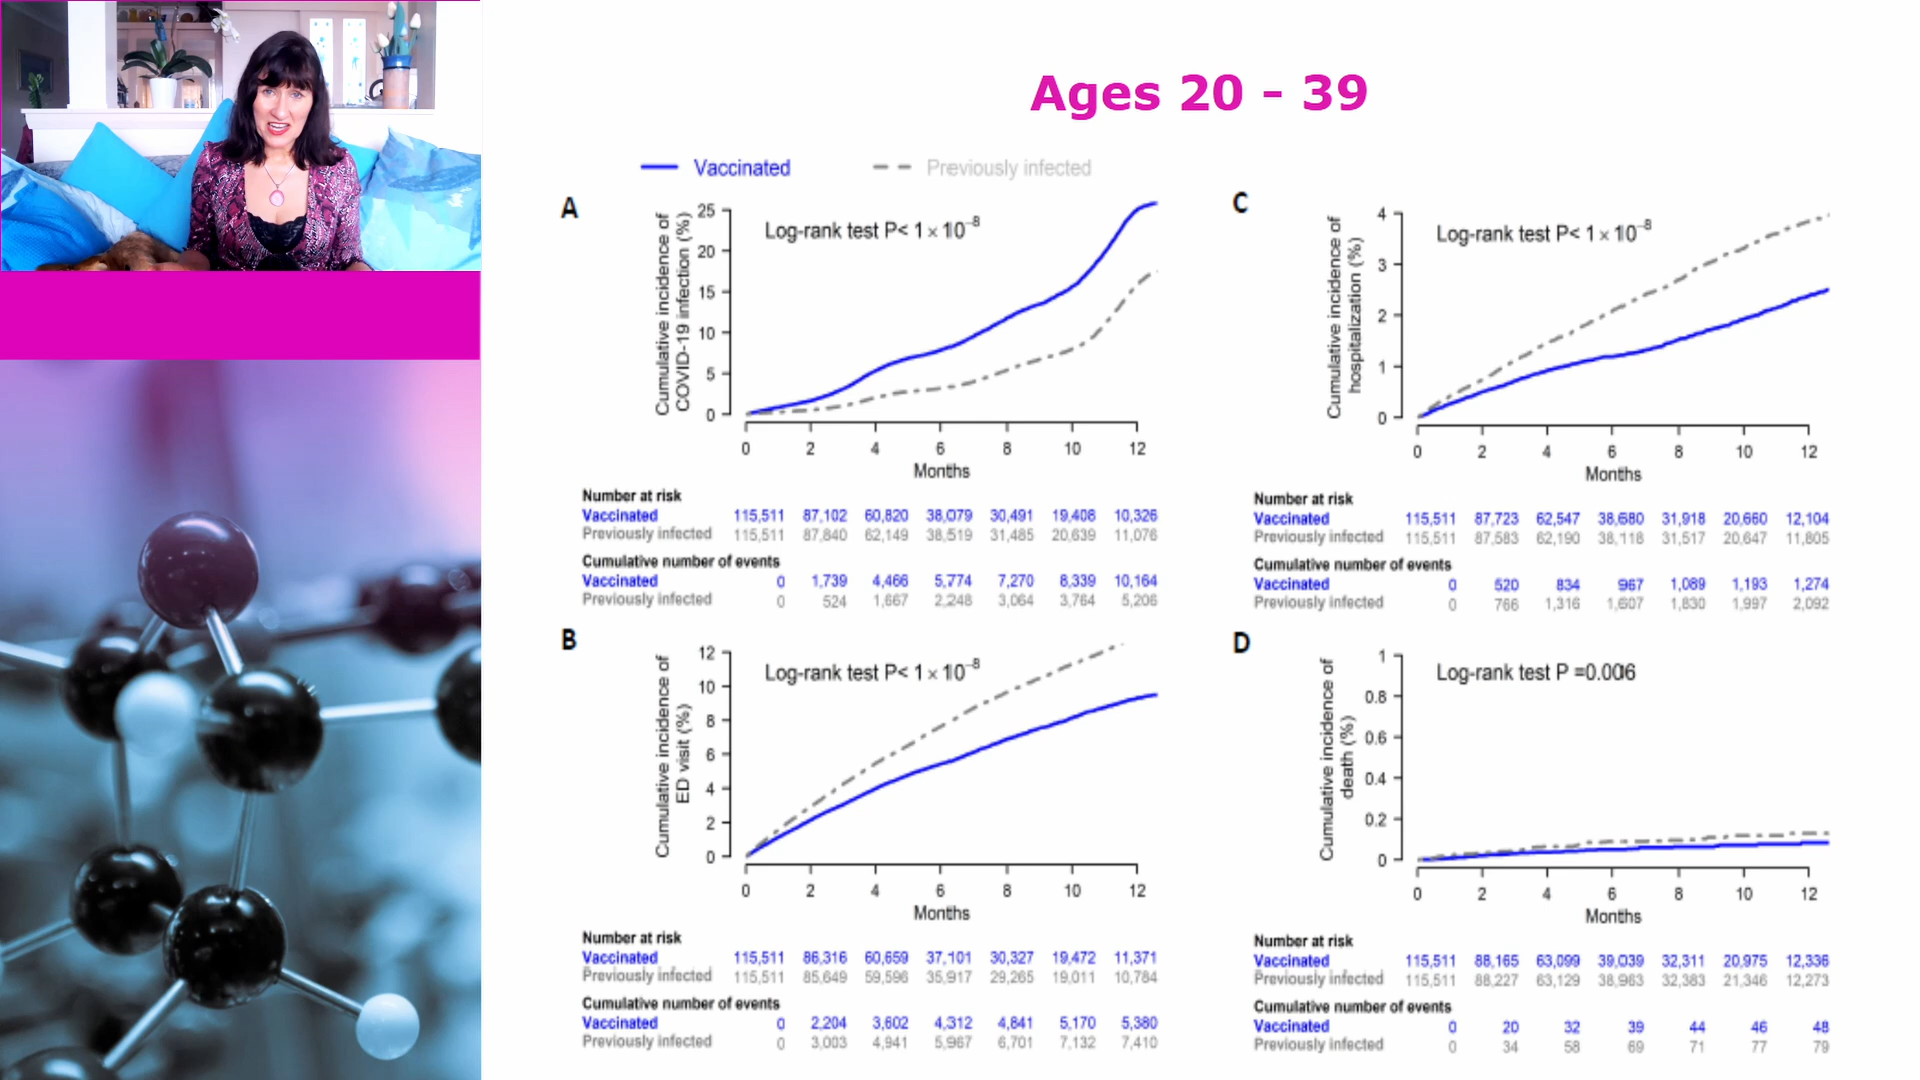 Ages 20 - 39
Vaccinated Previously infected
A
Cumulative incidence of
COVID-19 infection (%)
25
20
15
10
5
0
Log-rank test P< 1 × 10⁻⁸
0 2 4 6 8 10 12
Months
Number at risk
Vaccinated 115,511 87,102 60,820 38,079 30,491 19,408 10,326
Previously infected 115,511 87,840 62,149 38,519 31,485 20,639 11,076
Cumulative number of events
Vaccinated 0 1,739 4,466 5,774 7,270 8,339 10,164
Previously infected 0 524 1,667 2,248 3,064 3,764 5,206
B
Cumulative incidence of
ED visit (%)
12
10
8
6
4
2
0
Log-rank test P< 1 × 10⁻⁸
0 2 4 6 8 10 12
Months
Number at risk
Vaccinated 115,511 86,316 60,659 37,101 30,327 19,472 11,371
Previously infected 115,511 85,649 59,596 35,917 29,265 19,011 10,784
Cumulative number of events
Vaccinated 0 2,204 3,602 4,312 4,841 5,170 5,380
Previously infected 0 3,003 4,941 5,967 6,701 7,132 7,410
C
Cumulative incidence of
hospitalization (%)
4
3
2
1
0
Log-rank test P< 1 × 10⁻⁸
0 2 4 6 8 10 12
Months
Number at risk
Vaccinated 115,511 87,723 62,547 38,680 31,918 20,660 12,104
Previously infected 115,511 87,583 62,190 38,118 31,517 20,647 11,805
Cumulative number of events
Vaccinated 0 520 834 967 1,089 1,193 1,274
Previously infected 0 766 1,316 1,607 1,830 1,997 2,092
D
Cumulative incidence of
death (%)
1
0.8
0.6
0.4
0.2
0
Log-rank test P =0.006
0 2 4 6 8 10 12
Months
Number at risk
Vaccinated 115,511 88,165 63,099 39,039 32,311 20,975 12,336
Previously infected 115,511 88,227 63,129 38,963 32,383 21,346 12,273
Cumulative number of events
Vaccinated 0 20 32 39 44 46 48
Previously infected 0 34 58 69 71 77 79